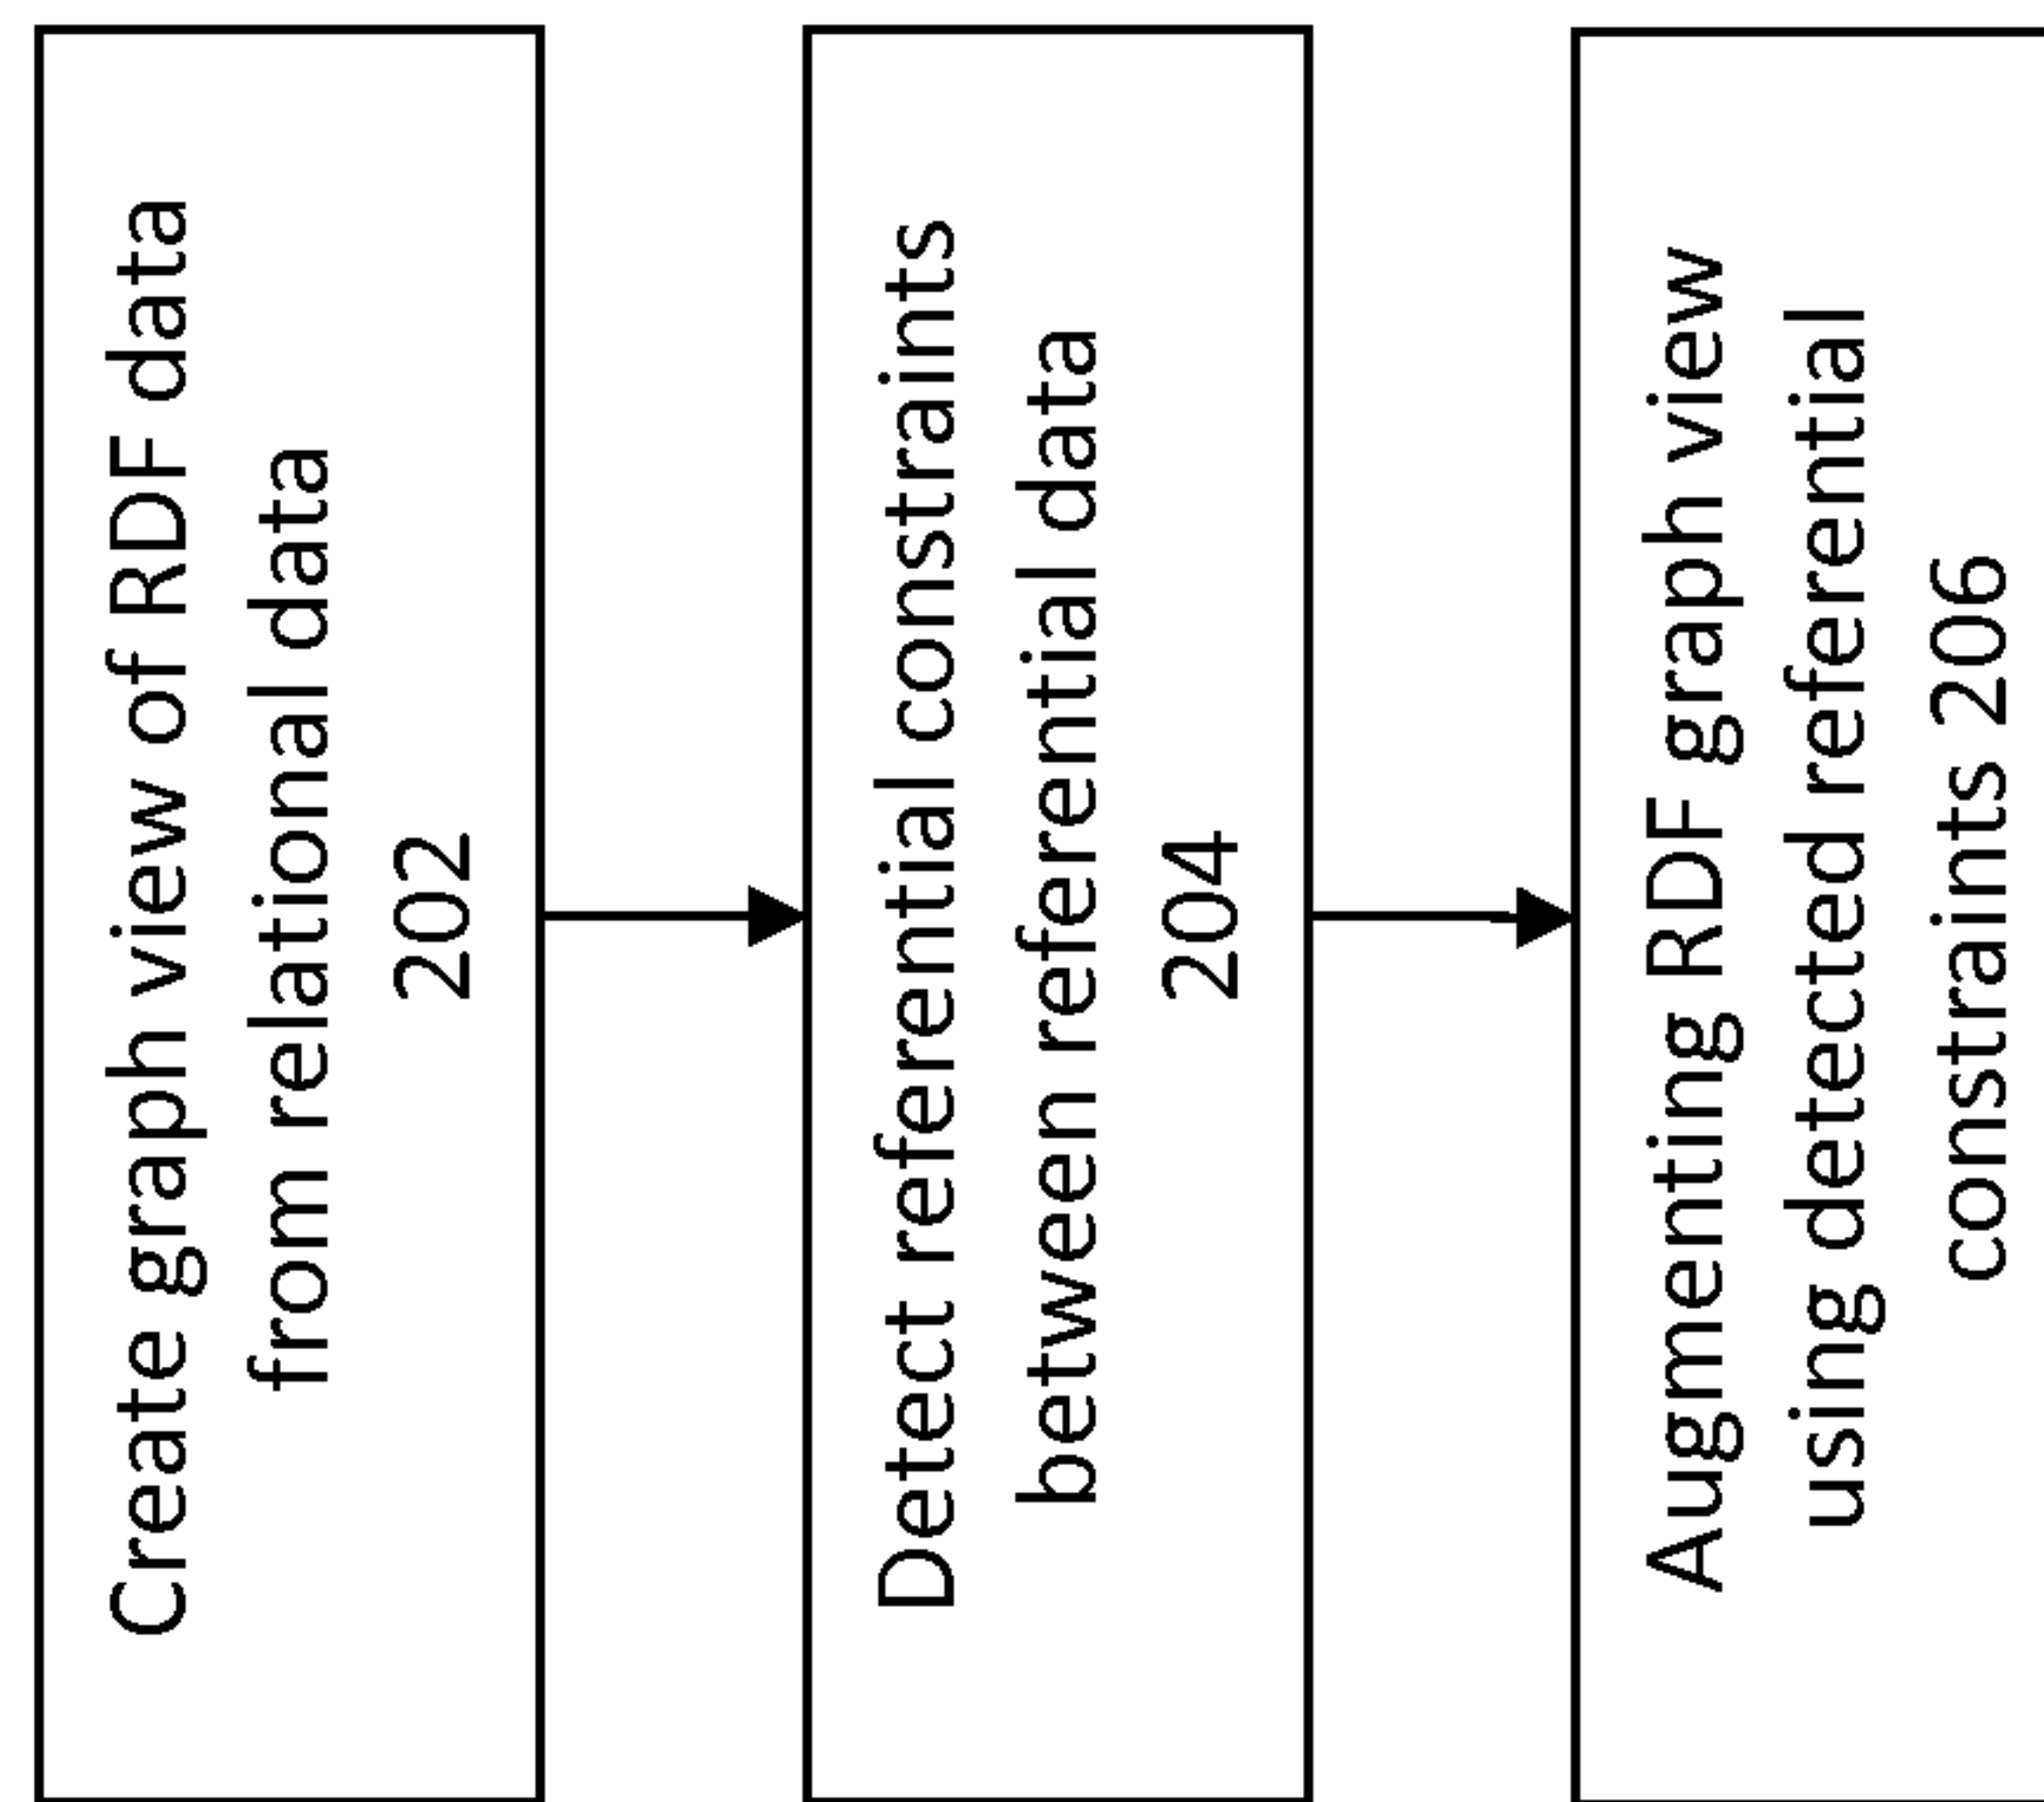 Create graph view of RDF data
from relational data
202
Detect referential constraints
between referential data
204
Augmenting RDF graph view
using detected referential
constraints 206